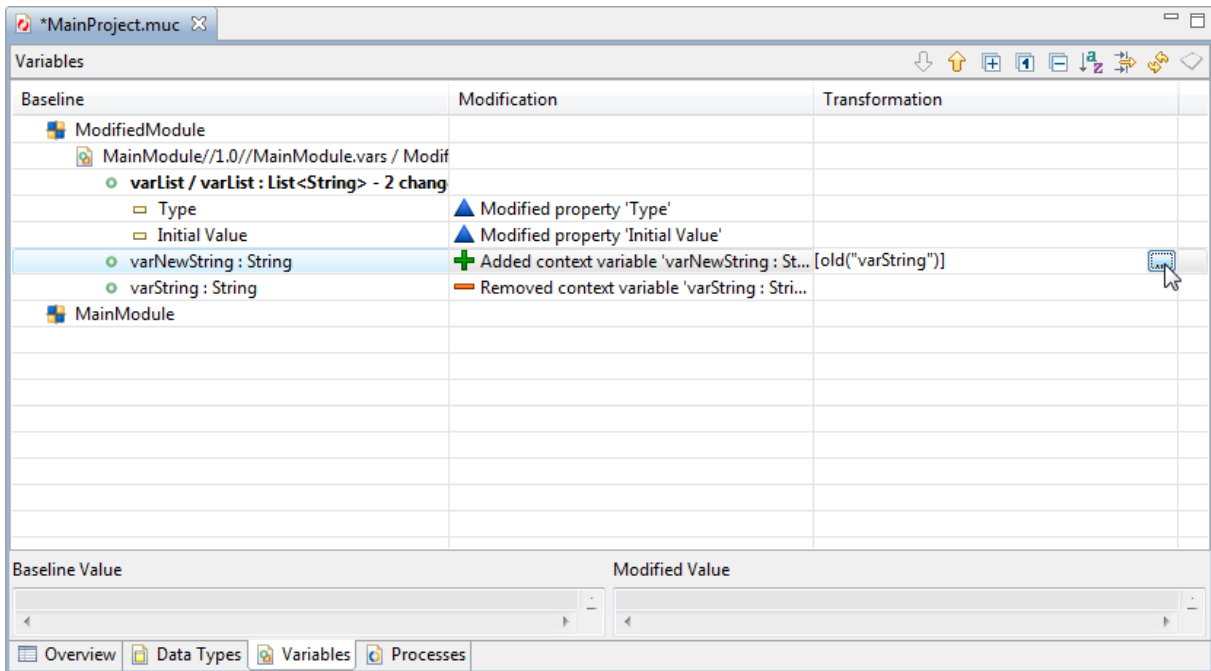 *MainProject.muc
Variables
Baseline Modification Transformation
ModifiedModule
MainModule//1.0//MainModule.vars / Modif
varList / varList : List<String> - 2 chang
Type Modified property 'Type'
Initial Value Modified property 'Initial Value'
varNewString : String Added context variable 'varNewString : St... [old("varString")] ...
varString : String Removed context variable 'varString : Stri...
MainModule
Baseline Value Modified Value
Overview Data Types Variables Processes